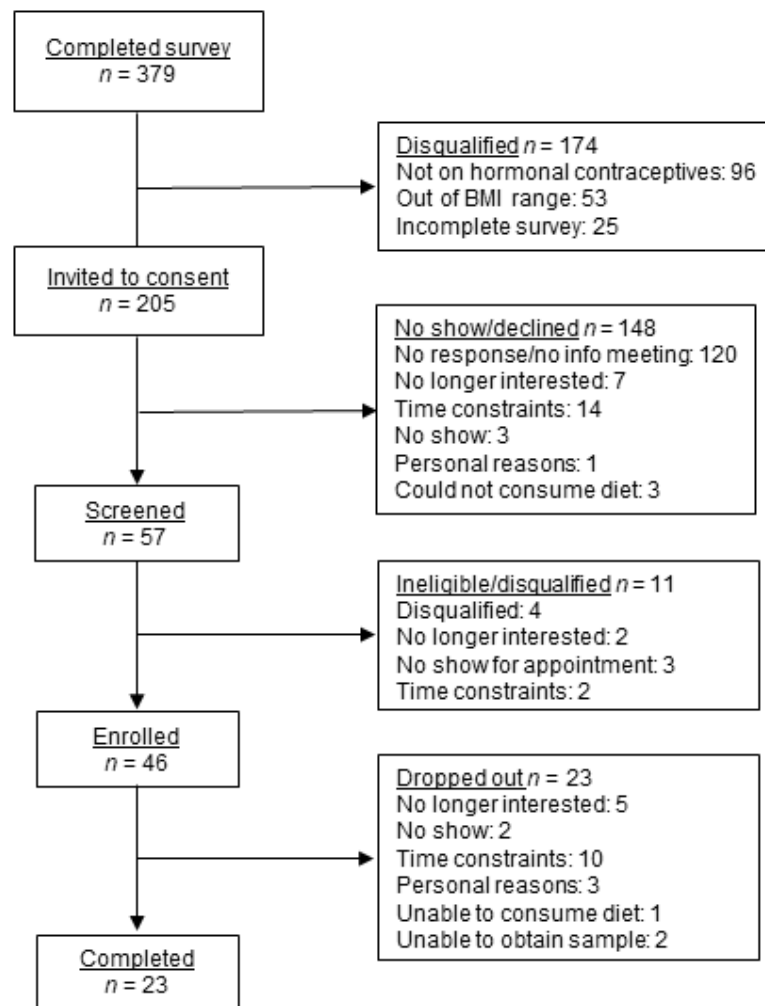 Completed survey
n = 379
Disqualified n = 174
Not on hormonal contraceptives: 96
Out of BMI range: 53
Incomplete survey: 25
Invited to consent
n = 205
No show/declined n = 148
No response/no info meeting: 120
No longer interested: 7
Time constraints: 14
No show: 3
Personal reasons: 1
Could not consume diet: 3
Screened
n = 57
Ineligible/disqualified n = 11
Disqualified: 4
No longer interested: 2
No show for appointment: 3
Time constraints: 2
Enrolled
n = 46
Dropped out n = 23
No longer interested: 5
No show: 2
Time constraints: 10
Personal reasons: 3
Unable to consume diet: 1
Unable to obtain sample: 2
Completed
n = 23